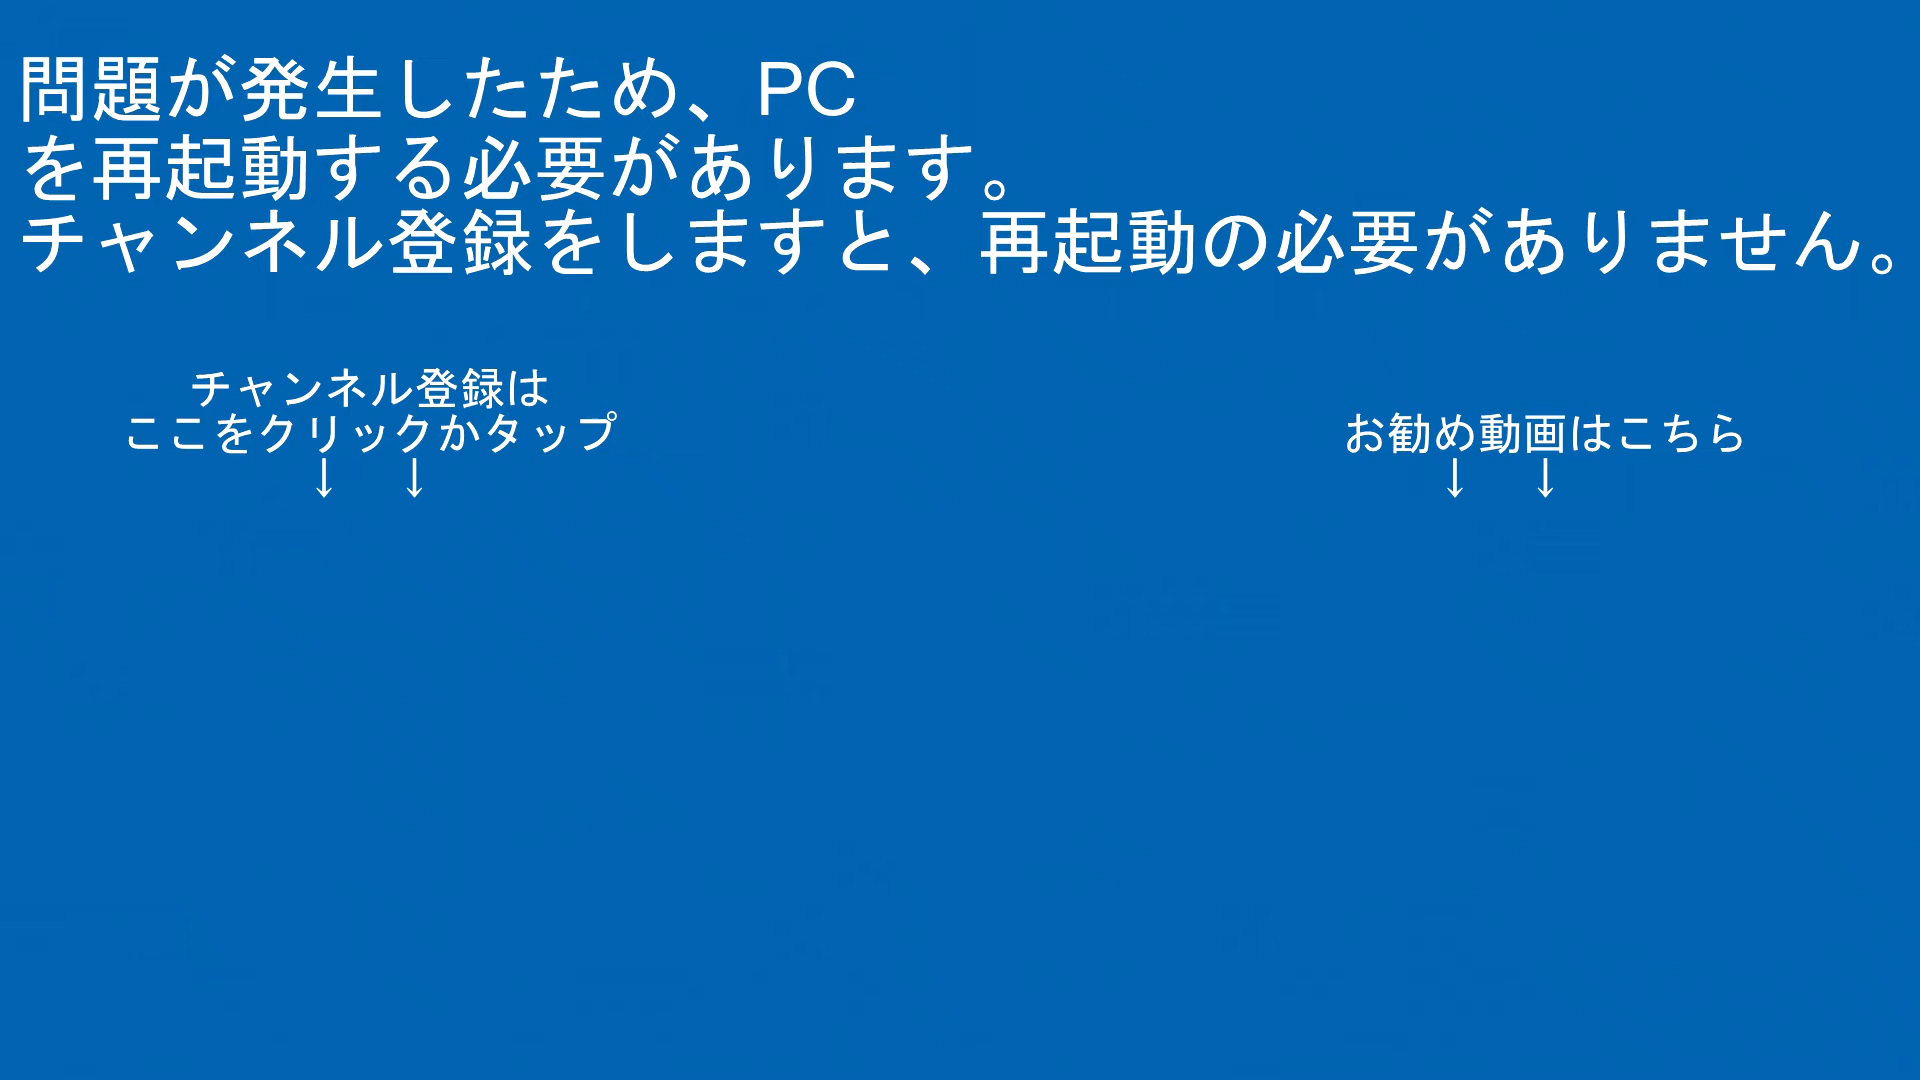 問題が発生したため、PC
を再起動する必要があります。
チャンネル登録をしますと、再起動の必要がありません。
チャンネル登録は
ここをクリックかタップ
↓　↓
お勧め動画はこちら
↓　↓